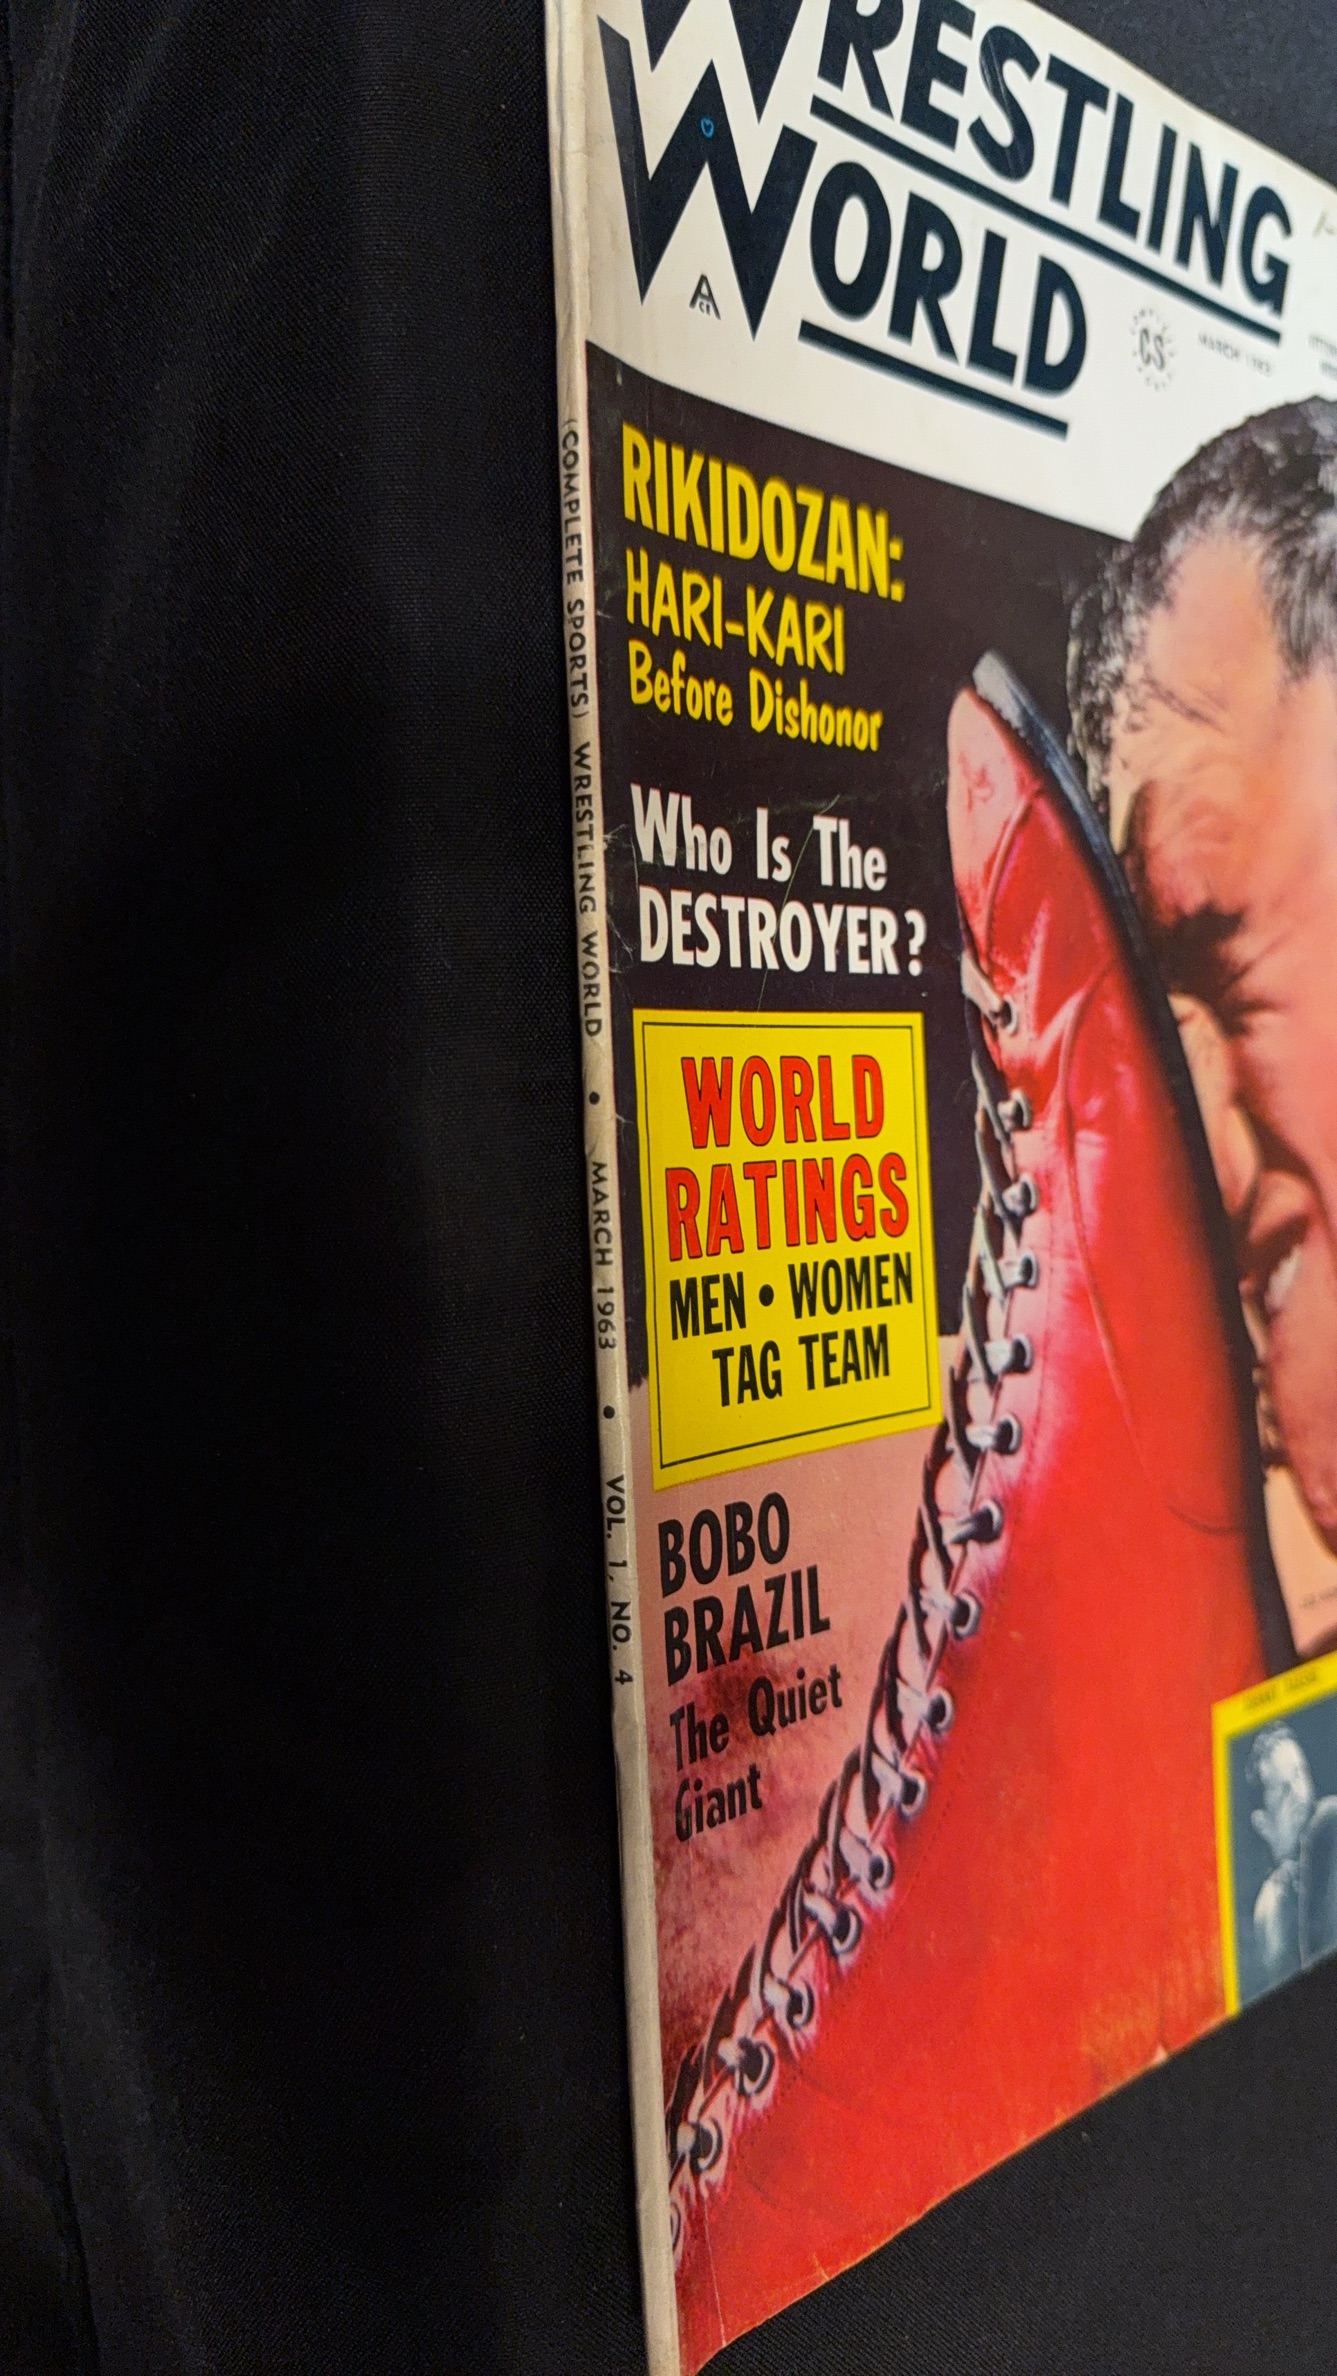 WRESTLING
WORLD
ACE
CS
MARCH 1963
RIKIDOZAN:
HARI-KARI
Before Dishonor
Who Is The
DESTROYER?
WORLD
RATINGS
MEN • WOMEN
TAG TEAM
BOBO
BRAZIL
The Quiet
Giant
(COMPLETE SPORTS) WRESTLING WORLD • MARCH 1963 • VOL. 1, NO. 4